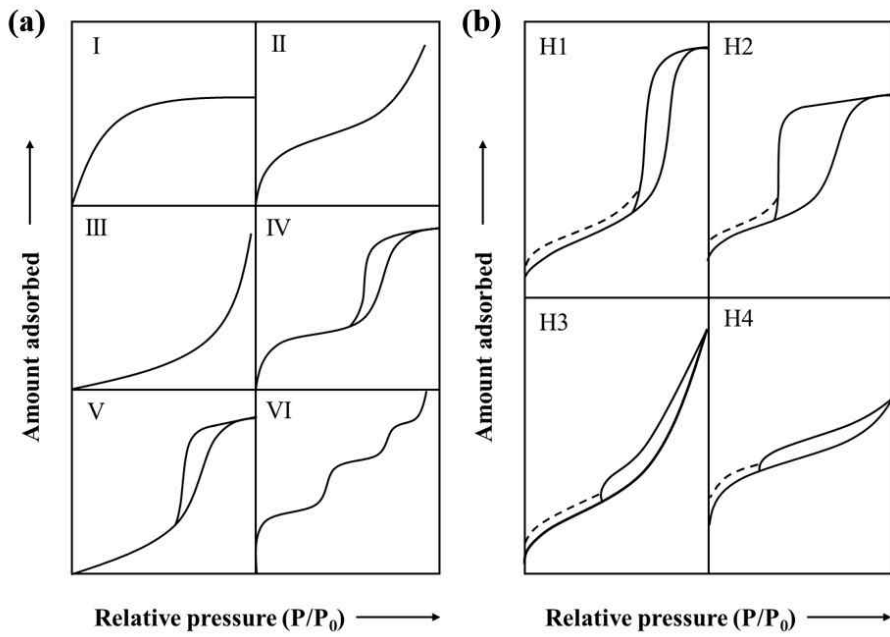 (a)
I
II
III
IV
V
VI
Amount adsorbed
Relative pressure (P/P₀)
(b)
H1
H2
H3
H4
Amount adsorbed
Relative pressure (P/P₀)